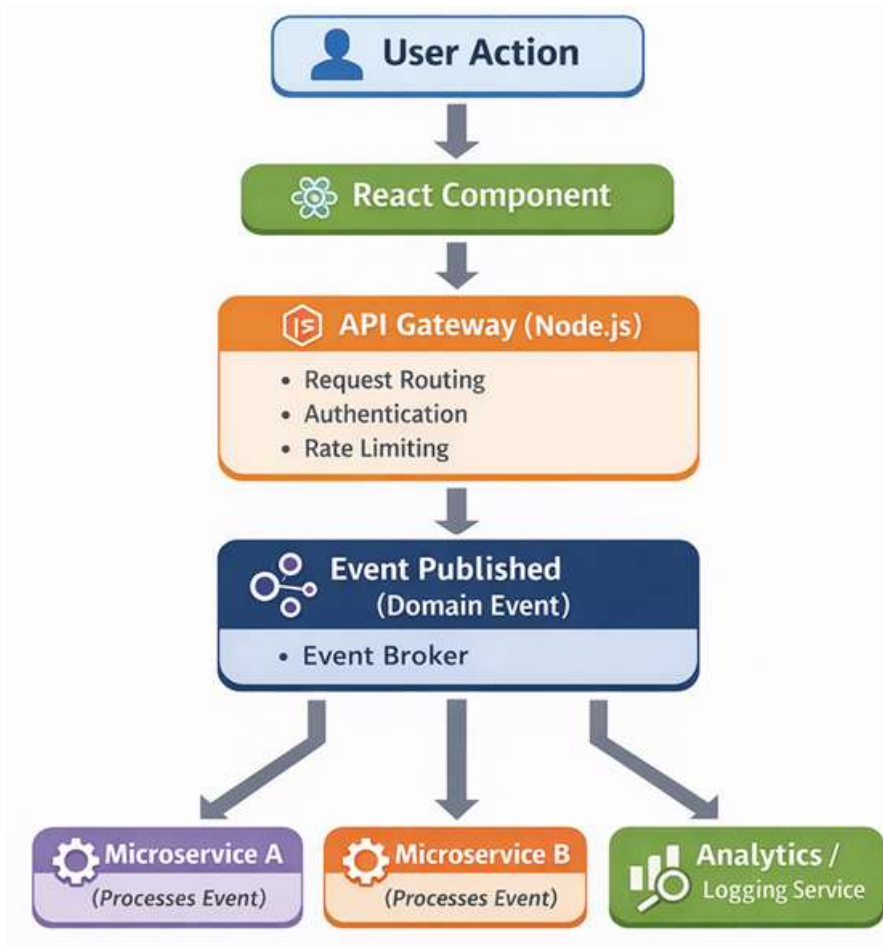 User Action
React Component
JS API Gateway (Node.js)
• Request Routing
• Authentication
• Rate Limiting
Event Published
(Domain Event)
• Event Broker
Microservice A
(Processes Event)
Microservice B
(Processes Event)
Analytics /
Logging Service